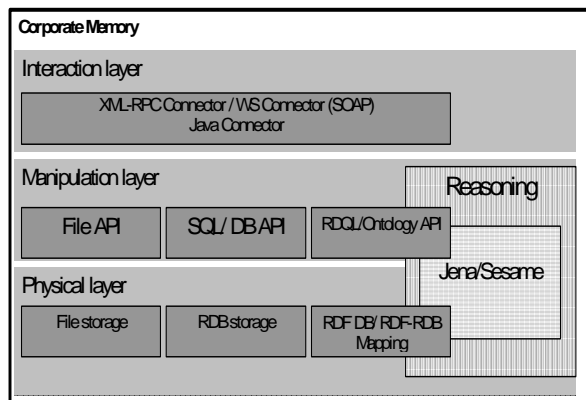 Corporate Memory
Interaction layer
XML-RPC Connector / WS Connector (SOAP)
Java Connector
Manipulation layer
Reasoning
File API
SQL/ DB API
RDQL/Ontology API
Jena/Sesame
Physical layer
File storage
RDB storage
RDF DB/ RDF-RDB
Mapping